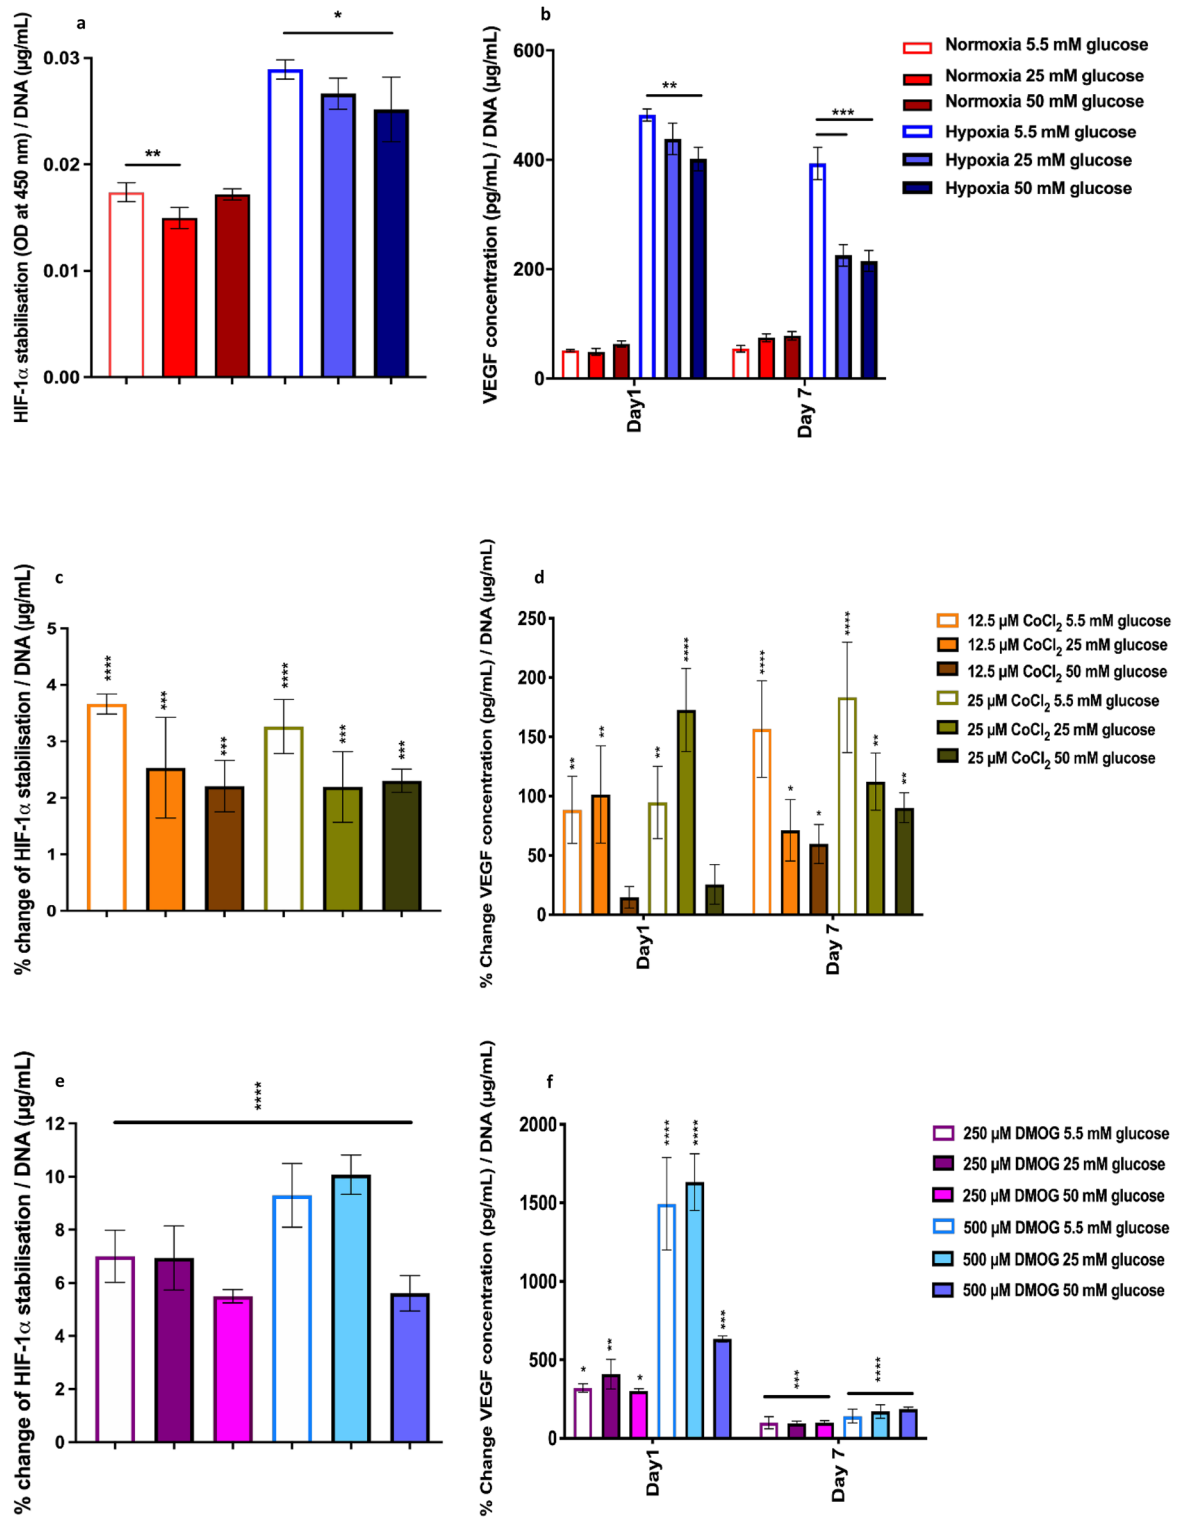 a
HIF-1α stabilisation (OD at 450 nm) / DNA (µg/mL)
0.03
0.02
0.01
0.00
**
*
b
VEGF concentration (pg/mL) / DNA (µg/mL)
600
400
200
0
**
***
Day1
Day 7
Normoxia 5.5 mM glucose
Normoxia 25 mM glucose
Normoxia 50 mM glucose
Hypoxia 5.5 mM glucose
Hypoxia 25 mM glucose
Hypoxia 50 mM glucose
c
% change of HIF-1α stabilisation / DNA (µg/mL)
5
4
3
2
1
0
****
***
***
****
***
***
d
% Change VEGF concentration (pg/mL) / DNA (µg/mL)
250
200
150
100
50
0
**
**
**
****
****
*
*
****
**
**
Day1
Day 7
12.5 µM CoCl2 5.5 mM glucose
12.5 µM CoCl2 25 mM glucose
12.5 µM CoCl2 50 mM glucose
25 µM CoCl2 5.5 mM glucose
25 µM CoCl2 25 mM glucose
25 µM CoCl2 50 mM glucose
e
% change of HIF-1α stabilisation / DNA (µg/mL)
12
10
8
6
4
2
0
****
f
% Change VEGF concentration (pg/mL) / DNA (µg/mL)
2000
1500
1000
500
0
*
**
*
****
****
***
***
****
Day1
Day 7
250 µM DMOG 5.5 mM glucose
250 µM DMOG 25 mM glucose
250 µM DMOG 50 mM glucose
500 µM DMOG 5.5 mM glucose
500 µM DMOG 25 mM glucose
500 µM DMOG 50 mM glucose